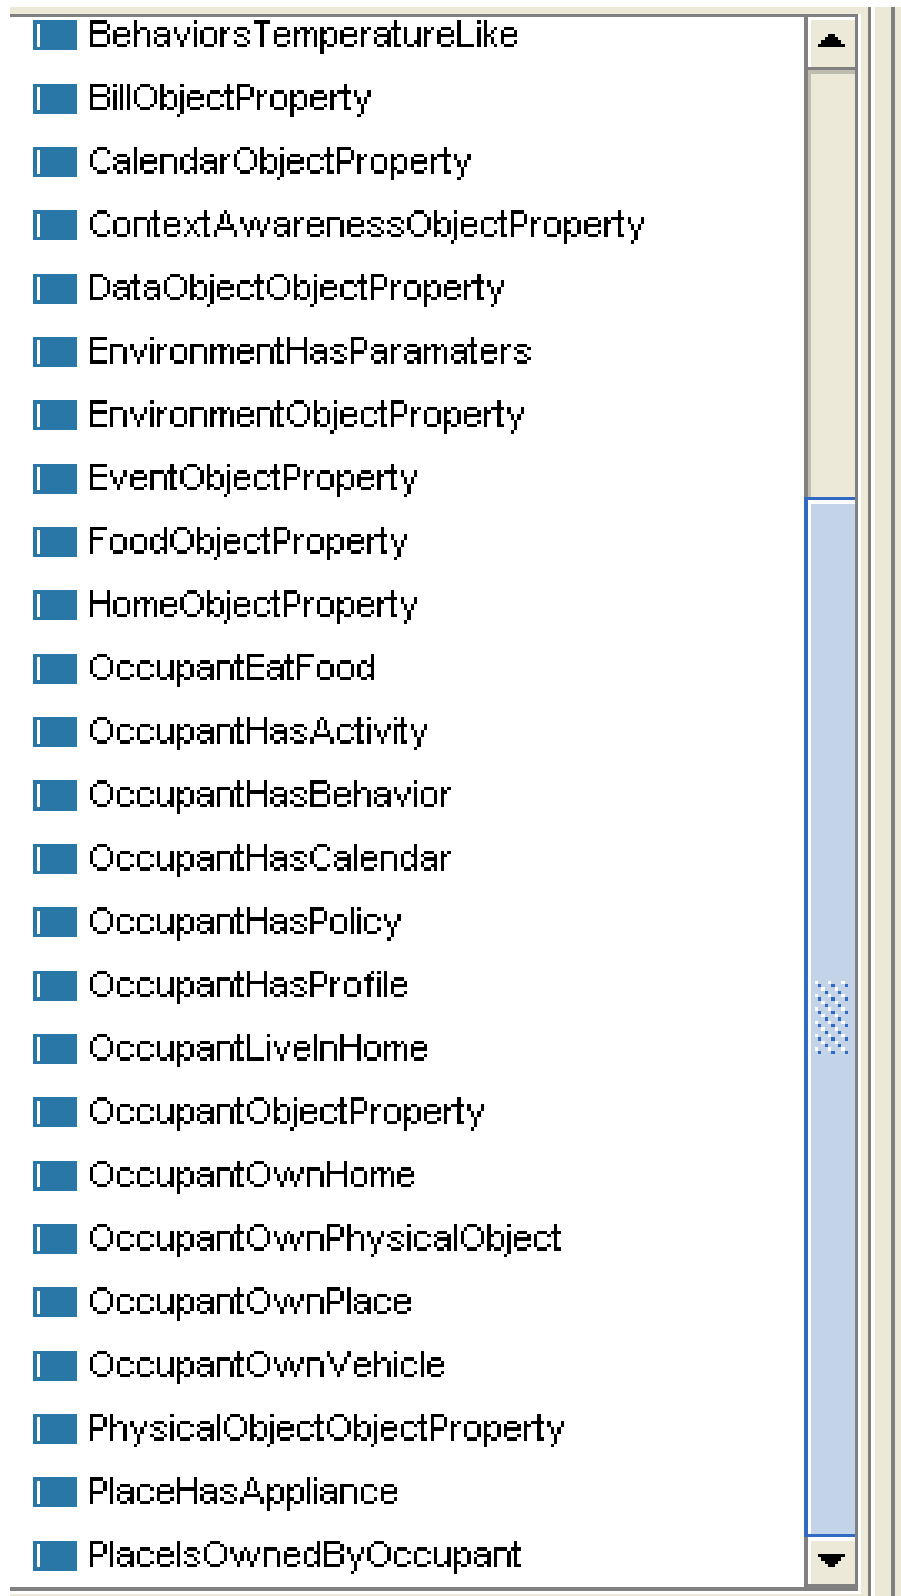 BehaviorsTemperatureLike
BillObjectProperty
CalendarObjectProperty
ContextAwarenessObjectProperty
DataObjectObjectProperty
EnvironmentHasParamaters
EnvironmentObjectProperty
EventObjectProperty
FoodObjectProperty
HomeObjectProperty
OccupantEatFood
OccupantHasActivity
OccupantHasBehavior
OccupantHasCalendar
OccupantHasPolicy
OccupantHasProfile
OccupantLiveInHome
OccupantObjectProperty
OccupantOwnHome
OccupantOwnPhysicalObject
OccupantOwnPlace
OccupantOwnVehicle
PhysicalObjectObjectProperty
PlaceHasAppliance
PlaceIsOwnedByOccupant